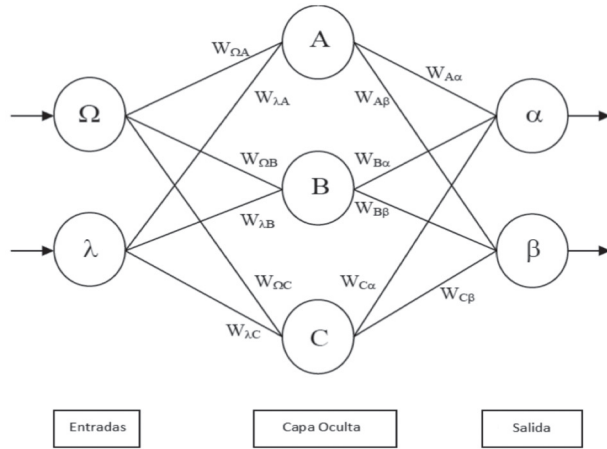 A
W_ΩA
W_Aα
Ω
W_λA
W_Aβ
α
W_ΩB
W_Bα
B
W_λB
W_Bβ
λ
β
W_ΩC
W_Cα
W_Cβ
W_λC
C
Entradas
Capa Oculta
Salida